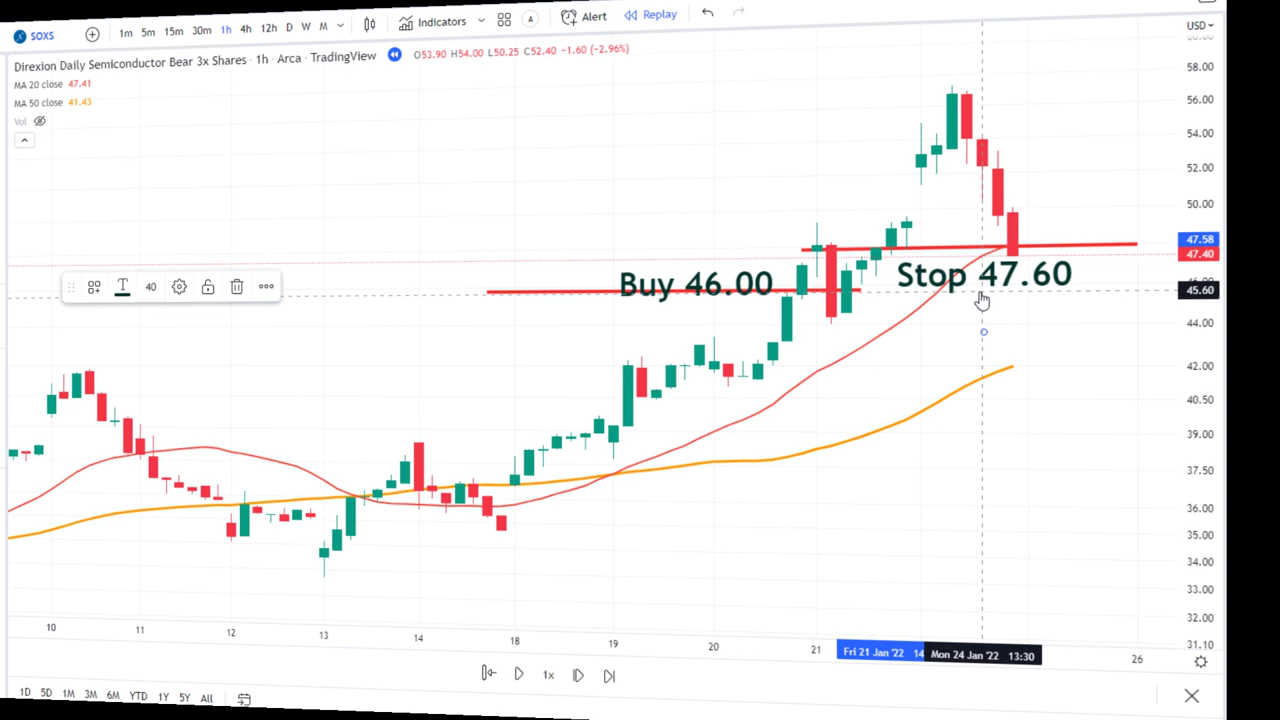 SOXS 1m 5m 15m 30m 1h 4h 12h D W M Indicators A Alert Replay
Direxion Daily Semiconductor Bear 3x Shares · 1h · Arca · TradingView O53.90 H54.00 L50.25 C52.40 −1.60 (−2.96%)
MA 20 close 47.41
MA 50 close 41.43
Vol
USD
58.00
56.00
54.00
52.00
50.00
47.58
47.40
45.60
44.00
42.00
40.50
39.00
37.50
36.00
35.00
34.00
33.00
32.00
31.10
T 40
Buy 46.00
Stop 47.60
10 11 12 13 14 18 19 20 21 Fri 21 Jan '22 14 Mon 24 Jan '22 13:30 26
1x
1D 5D 1M 3M 6M YTD 1Y 5Y All